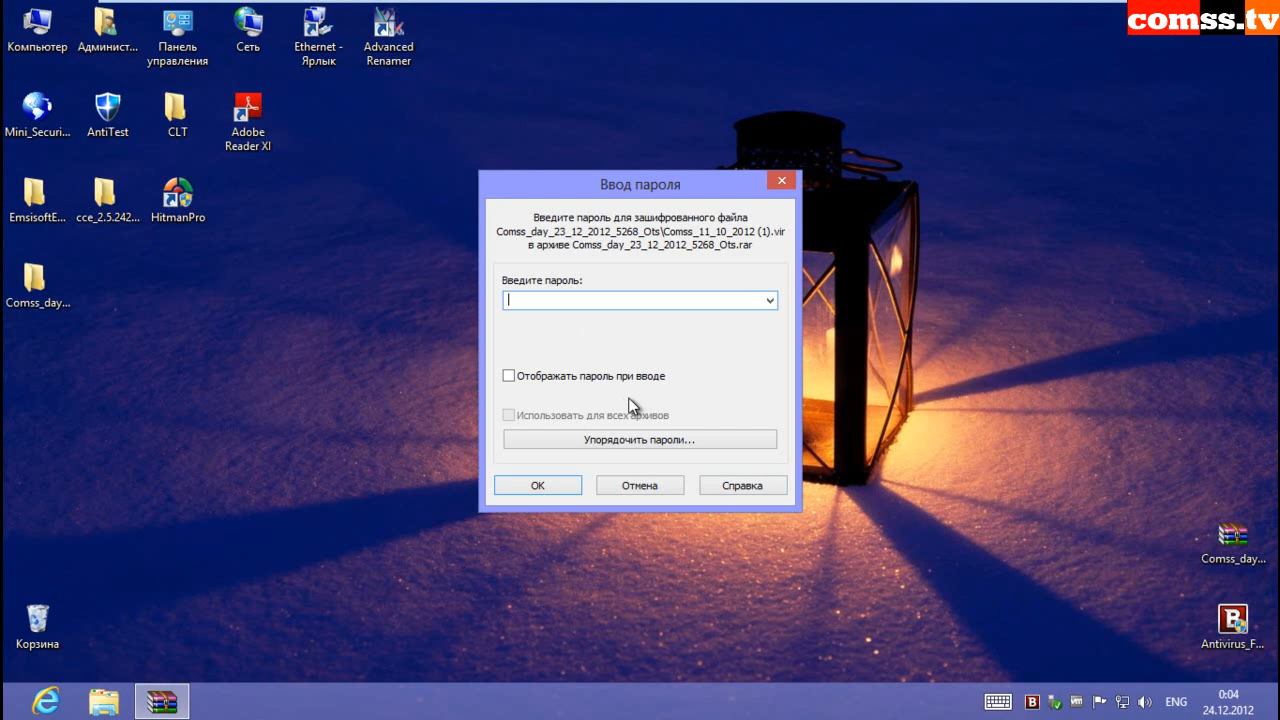 comss.tv
Компьютер
Админист...
Панель
управления
Сеть
Ethernet -
Ярлык
Advanced
Renamer
Mini_Securi...
AntiTest
CLT
Adobe
Reader XI
EmsisoftE...
cce_2.5.242...
HitmanPro
Comss_day...
Ввод пароля
Введите пароль для зашифрованного файла
Comss_day_23_12_2012_5268_Ots\Comss_11_10_2012 (1).vir
в архиве Comss_day_23_12_2012_5268_Ots.rar
Введите пароль:
Отображать пароль при вводе
Использовать для всех архивов
Упорядочить пароли...
ОК
Отмена
Справка
Comss_day...
Корзина
Antivirus_F...
ENG
0:04
24.12.2012